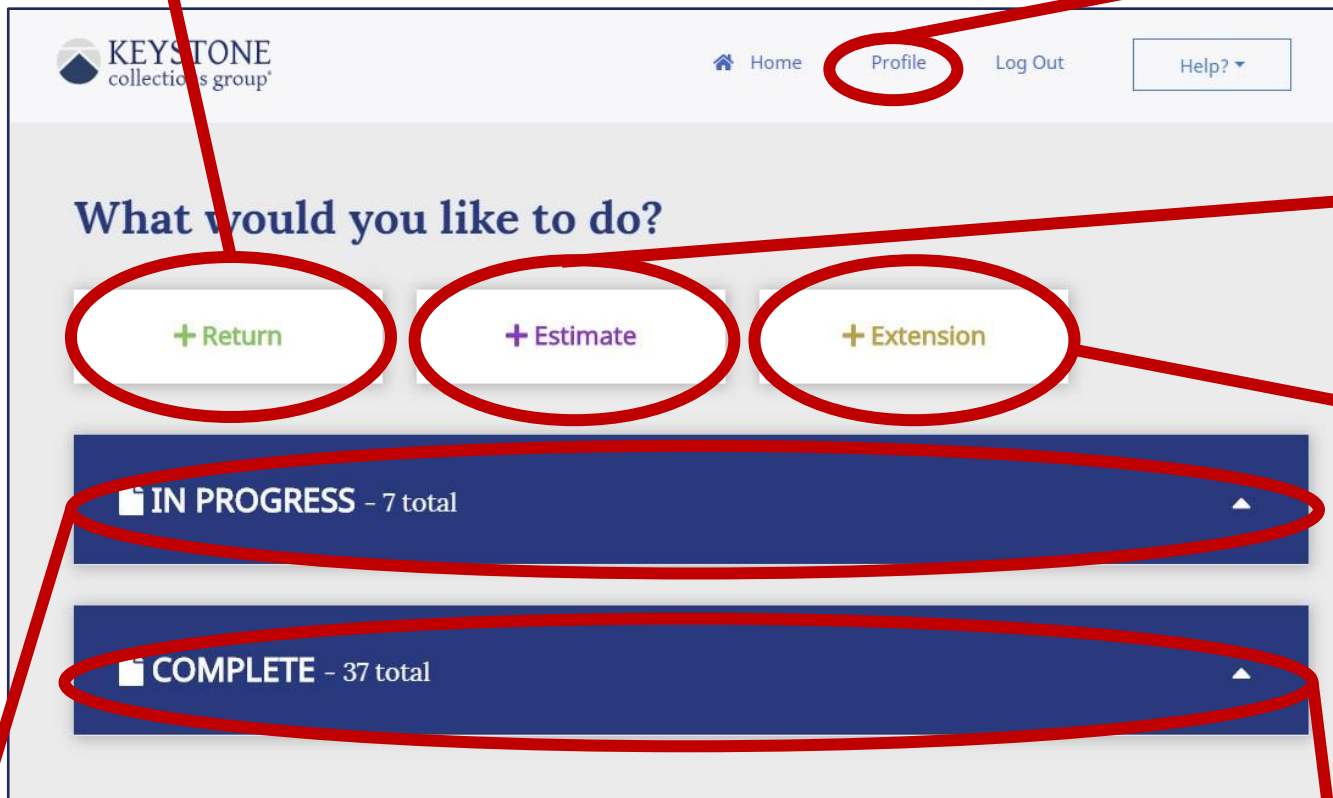 KEYSTONE
collections group®
Home Profile Log Out Help?
What would you like to do?
+ Return + Estimate + Extension
IN PROGRESS - 7 total
COMPLETE - 37 total